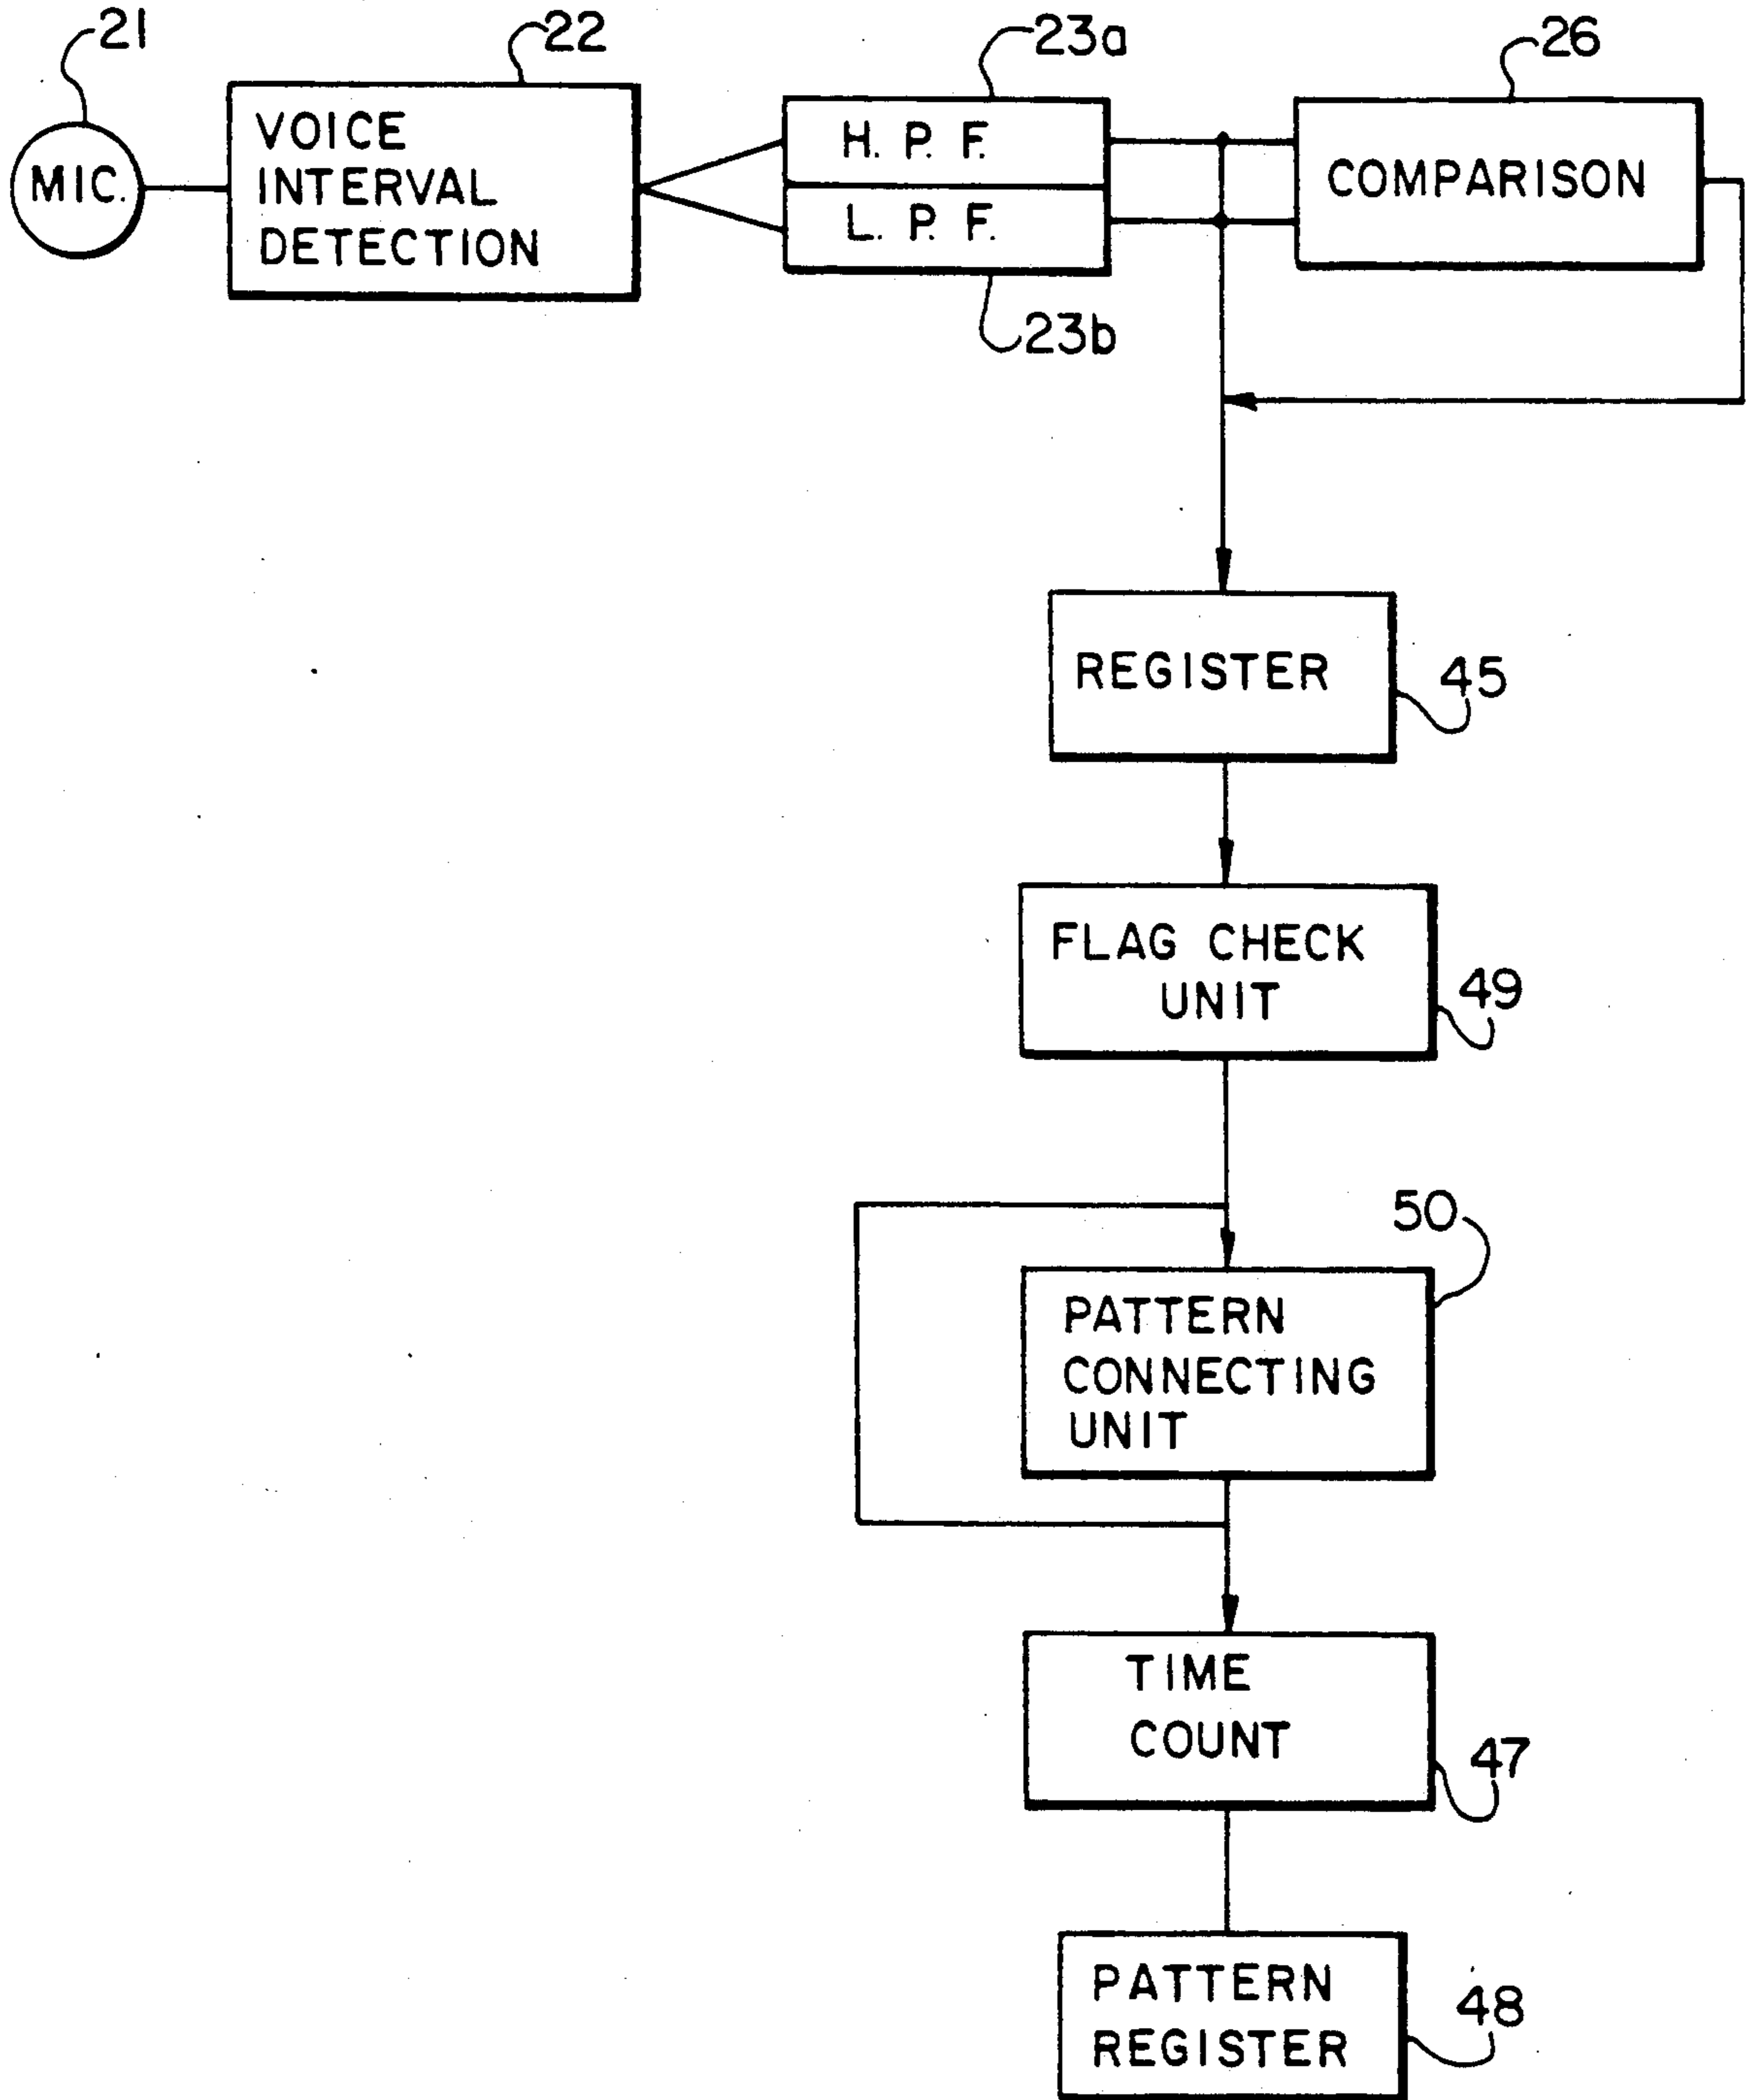 21
22
23a
26
MIC.
VOICE
INTERVAL
DETECTION
H. P. F.
L. P. F.
COMPARISON
23b
REGISTER
45
FLAG CHECK
UNIT
49
50
PATTERN
CONNECTING
UNIT
TIME
COUNT
47
PATTERN
REGISTER
48